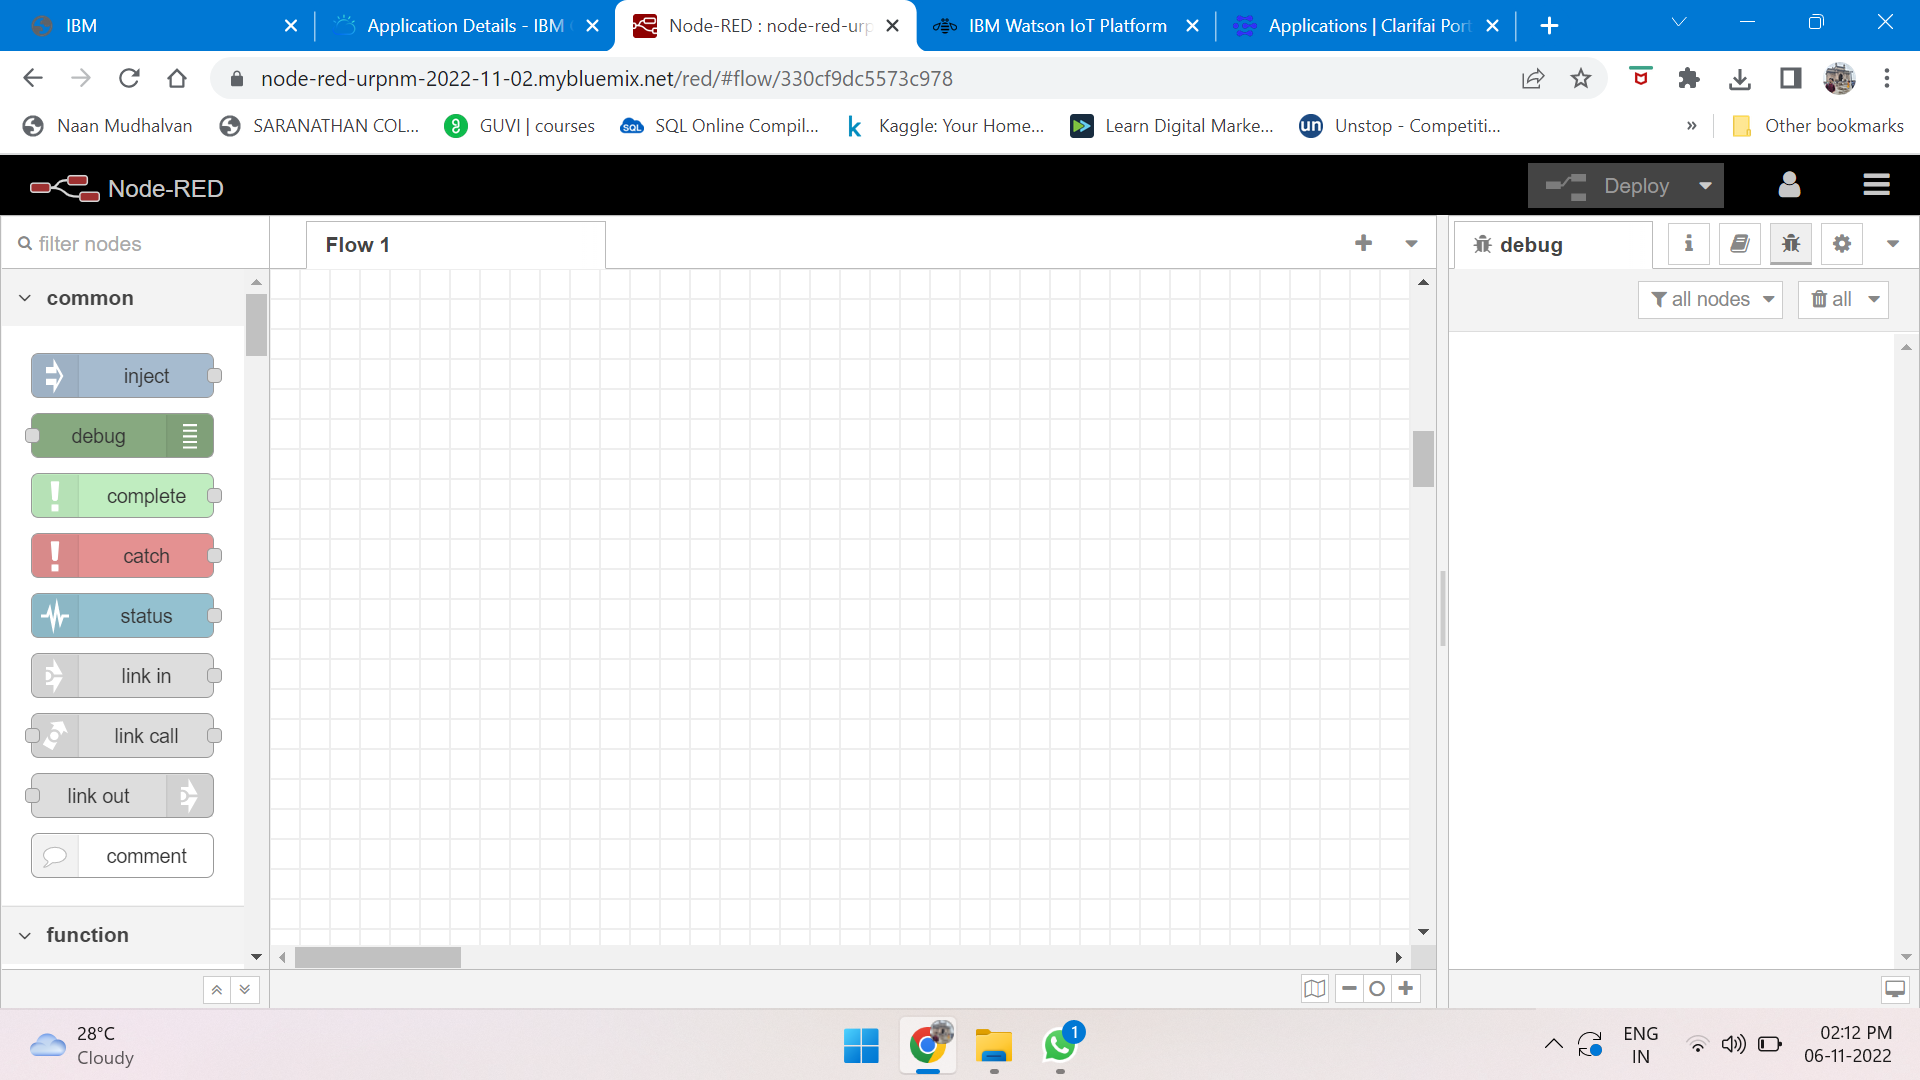 IBM
Application Details - IBM
Node-RED : node-red-urp
IBM Watson IoT Platform
Applications | Clarifai Port
node-red-urpnm-2022-11-02.mybluemix.net/red/#flow/330cf9dc5573c978
Naan Mudhalvan
SARANATHAN COL...
GUVI | courses
SQL Online Compil...
Kaggle: Your Home...
Learn Digital Marke...
Unstop - Competiti...
»
Other bookmarks
Node-RED
Deploy
filter nodes
Flow 1
debug
all nodes
all
common
inject
debug
complete
catch
status
link in
link call
link out
comment
function
28°C
Cloudy
1
ENG
IN
02:12 PM
06-11-2022